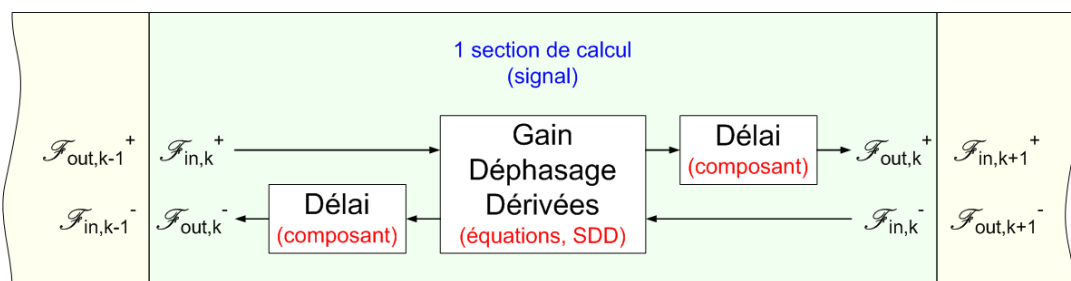 1 section de calcul
(signal)
ℱout,k-1+ ℱin,k+ Gain Délai ℱout,k+ ℱin,k+1+
Déphasage (composant)
ℱin,k-1- ℱout,k- Délai Dérivées ℱin,k- ℱout,k+1-
(composant) (équations, SDD)